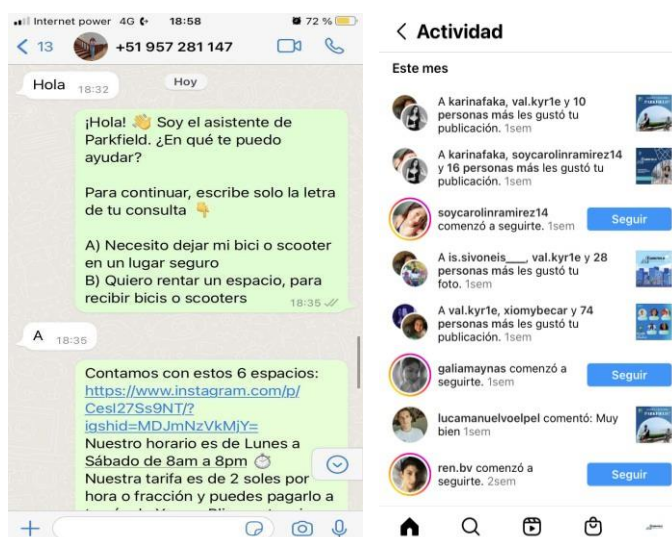 Internet power 4G 18:58 72 %
13 +51 957 281 147
Hola 18:32
Hoy
¡Hola! 👋 Soy el asistente de
Parkfield. ¿En qué te puedo
ayudar?
Para continuar, escribe solo la letra
de tu consulta 👇
A) Necesito dejar mi bici o scooter
en un lugar seguro
B) Quiero rentar un espacio, para
recibir bicis o scooters
18:35
A 18:35
Contamos con estos 6 espacios:
https://www.instagram.com/p/
CesI27Ss9NT/?
igshid=MDJmNzVkMjY=
Nuestro horario es de Lunes a
Sábado de 8am a 8pm ⏱
Nuestra tarifa es de 2 soles por
hora o fracción y puedes pagarlo a
Actividad
Este mes
A karinafaka, val.kyr1e y 10
personas más les gustó tu
publicación. 1sem
A karinafaka, soycarolinramirez14
y 16 personas más les gustó tu
publicación. 1sem
soycarolinramirez14
comenzó a seguirte. 1sem
Seguir
A is.sivoneis___, val.kyr1e y 28
personas más les gustó tu
foto. 1sem
A val.kyr1e, xiomybecar y 74
personas más les gustó tu
publicación. 1sem
galiamaynas comenzó a
seguirte. 1sem
Seguir
lucamanuelvoelpel comentó: Muy
bien 1sem
ren.bv comenzó a
seguirte. 2sem
Seguir